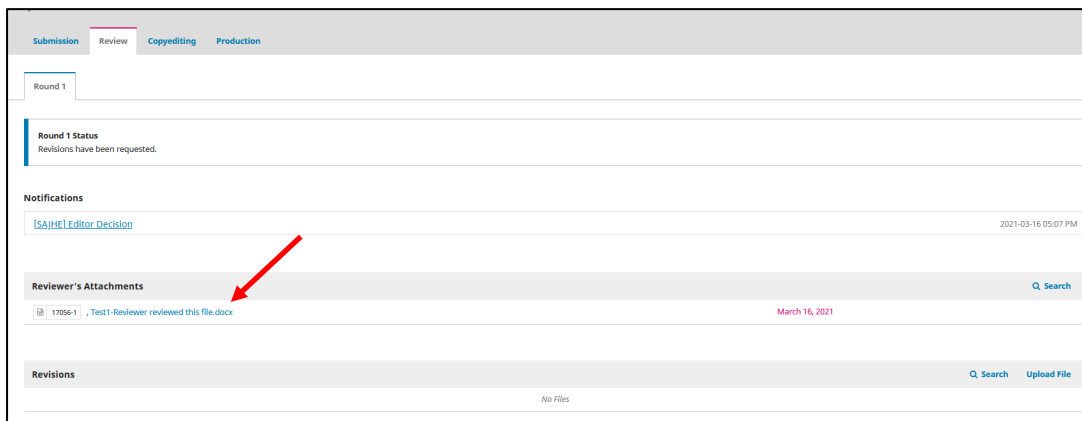 Submission Review Copyediting Production
Round 1
Round 1 Status
Revisions have been requested.
Notifications
[SAJHE] Editor Decision 2021-03-16 05:07 PM
Reviewer's Attachments Search
17056-1 , Test1-Reviewer reviewed this file.docx March 16, 2021
Revisions Search Upload File
No Files